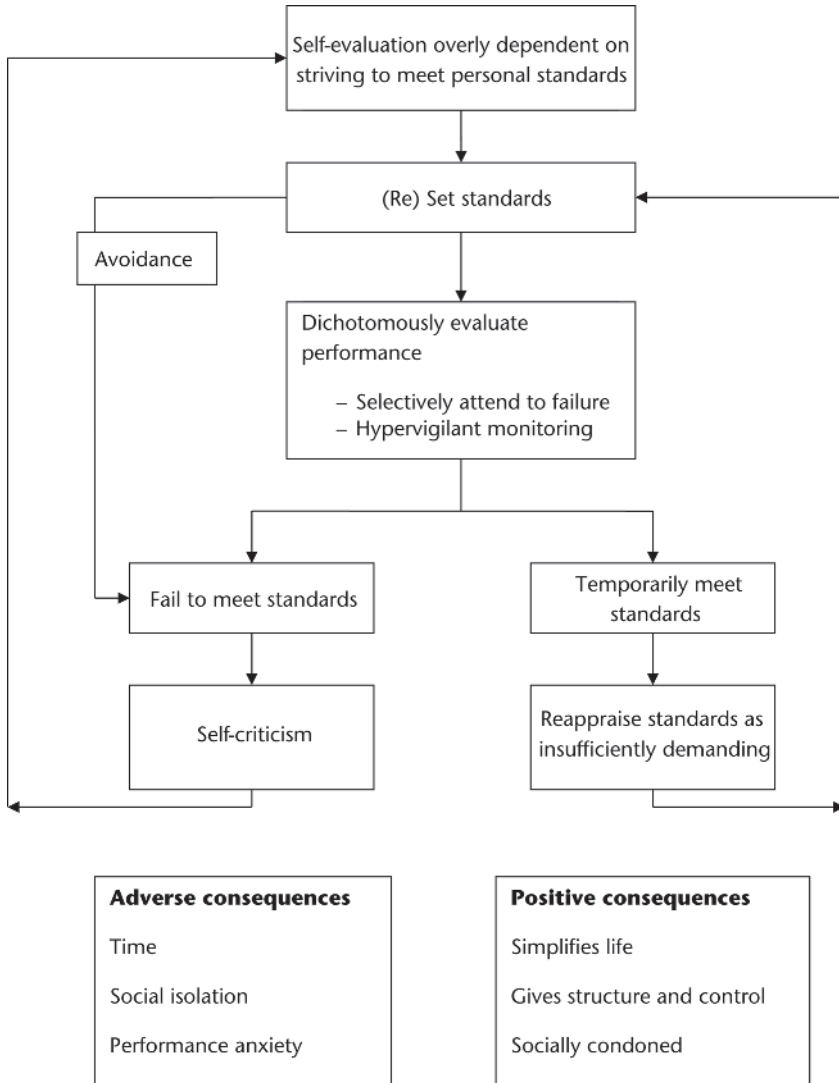 Self-evaluation overly dependent on
striving to meet personal standards
(Re) Set standards
Avoidance
Dichotomously evaluate
performance
– Selectively attend to failure
– Hypervigilant monitoring
Fail to meet standards
Temporarily meet
standards
Self-criticism
Reappraise standards as
insufficiently demanding
Adverse consequences
Time
Social isolation
Performance anxiety
Positive consequences
Simplifies life
Gives structure and control
Socially condoned